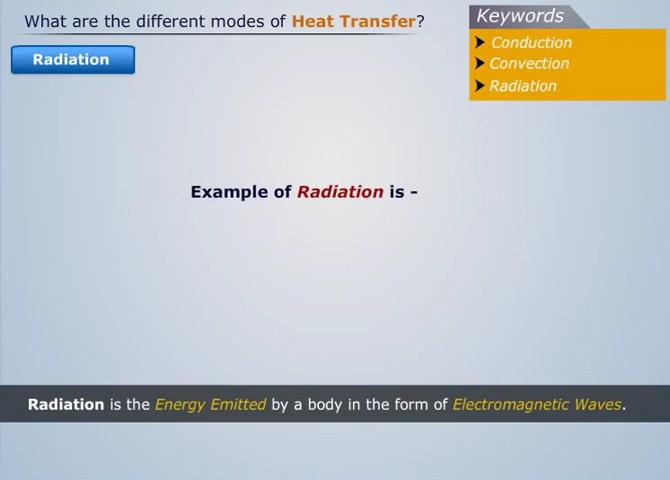 What are the different modes of Heat Transfer?
Keywords
Radiation
Conduction
Convection
Radiation
Example of Radiation is -
Radiation is the Energy Emitted by a body in the form of Electromagnetic Waves.